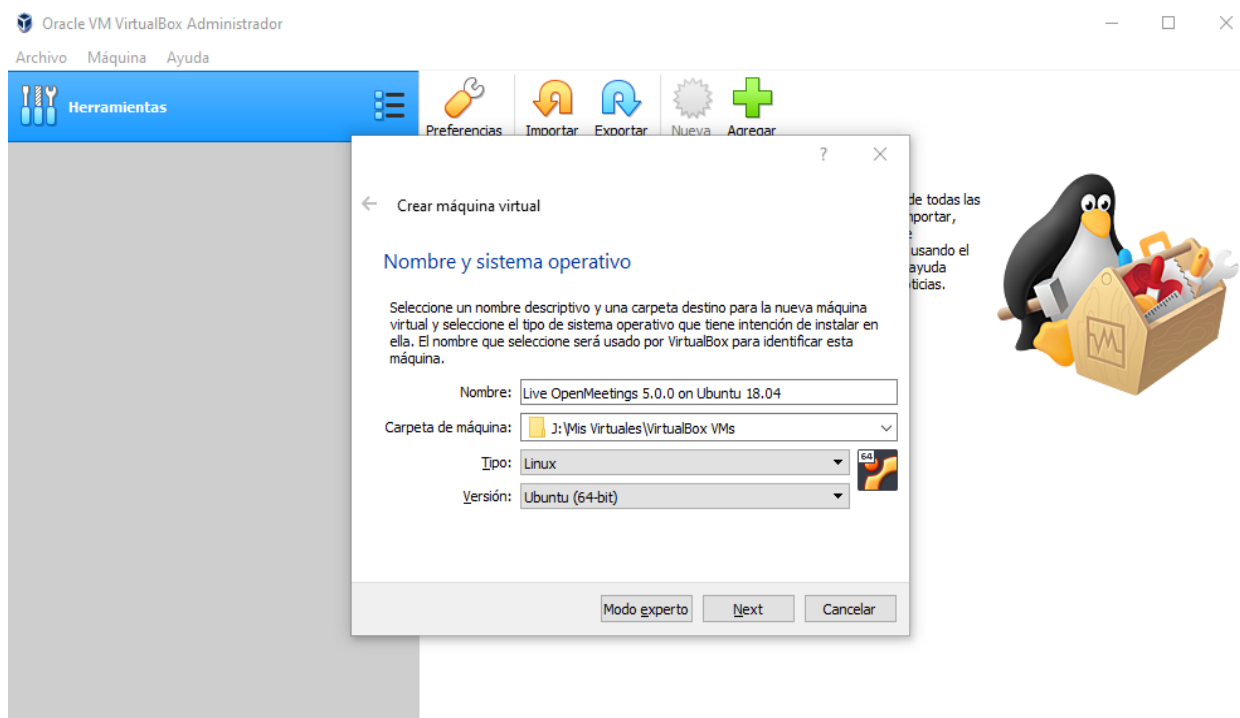 Oracle VM VirtualBox Administrador
Archivo Máquina Ayuda
Herramientas
Preferencias Importar Exportar Nueva Agregar
?
de todas las
mportar,
usando el
ayuda
ticias.
Crear máquina virtual
Nombre y sistema operativo
Seleccione un nombre descriptivo y una carpeta destino para la nueva máquina
virtual y seleccione el tipo de sistema operativo que tiene intención de instalar en
ella. El nombre que seleccione será usado por VirtualBox para identificar esta
máquina.
Nombre: Live OpenMeetings 5.0.0 on Ubuntu 18.04
Carpeta de máquina: J:\Mis Virtuales\VirtualBox VMs
Tipo: Linux
64
Versión: Ubuntu (64-bit)
Modo experto Next Cancelar